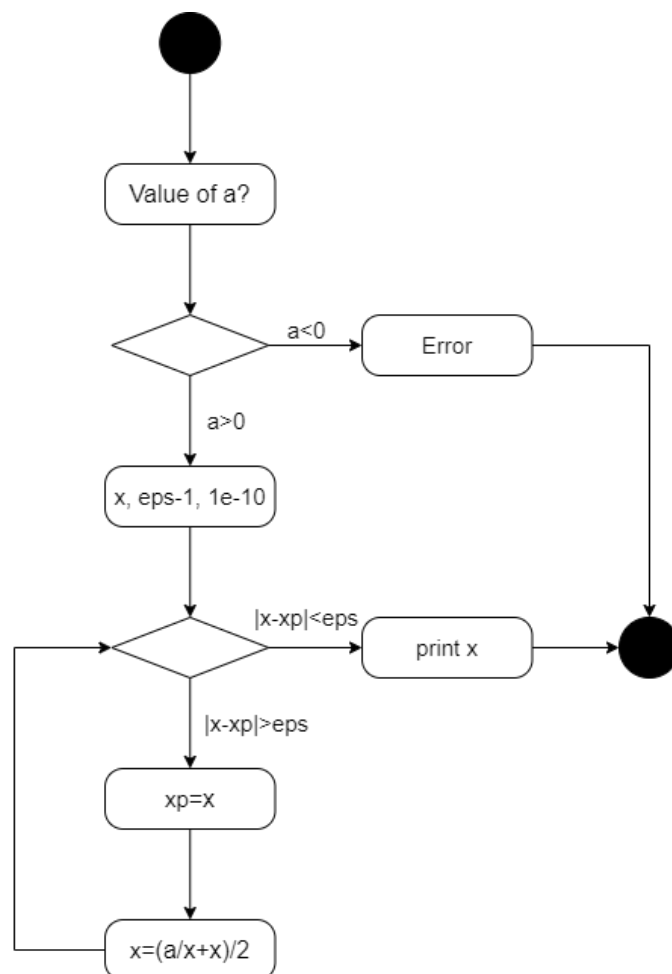 Value of a?
a<0
Error
a>0
x, eps-1, 1e-10
|x-xp|<eps
print x
|x-xp|>eps
xp=x
x=(a/x+x)/2